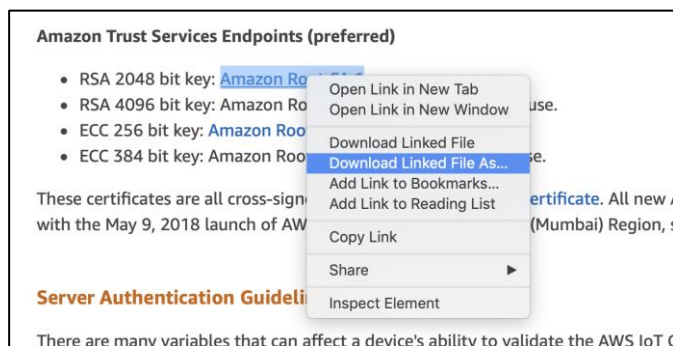 Amazon Trust Services Endpoints (preferred)
• RSA 2048 bit key: Amazon Root CA 1
• RSA 4096 bit key: Amazon Roo use.
• ECC 256 bit key: Amazon Roo
• ECC 384 bit key: Amazon Roo se.
These certificates are all cross-sign ertificate. All new
with the May 9, 2018 launch of AW (Mumbai) Region, s
Server Authentication Guideli
There are many variables that can affect a device's ability to validate the AWS IoT
Open Link in New Tab
Open Link in New Window
Download Linked File
Download Linked File As...
Add Link to Bookmarks...
Add Link to Reading List
Copy Link
Share
Inspect Element